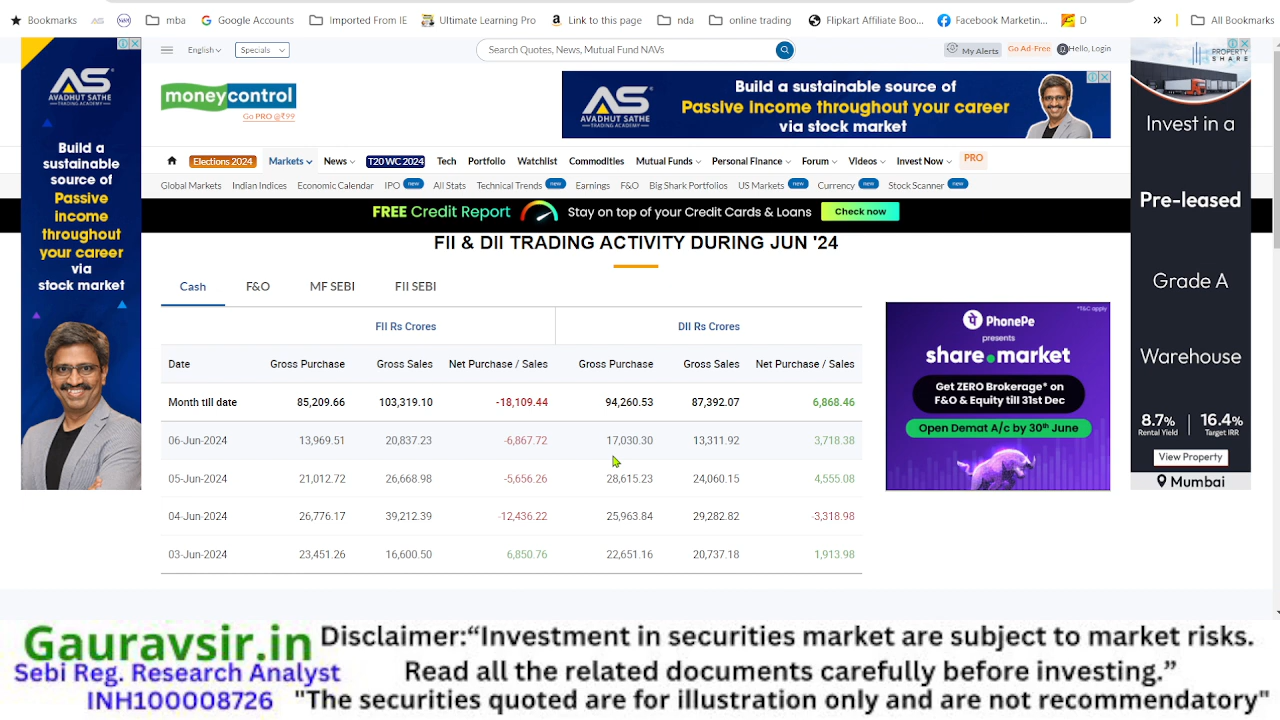 Bookmarks
mba
Google Accounts
Imported From IE
Ultimate Learning Pro
Link to this page
nda
online trading
Flipkart Affiliate Boo...
Facebook Marketin...
D
»
All Bookmarks
English
Specials
Search Quotes, News, Mutual Fund NAVs
My Alerts
Go Ad-Free
Hello, Login
moneycontrol
Go PRO @₹99
AS
AVADHUT SATHE
TRADING ACADEMY
Build a sustainable source of
Passive income throughout your career
via stock market
Elections 2024 Markets News T20 WC 2024 Tech Portfolio Watchlist Commodities Mutual Funds Personal Finance Forum Videos Invest Now PRO
Global Markets Indian Indices Economic Calendar IPO new All Stats Technical Trends new Earnings F&O Big Shark Portfolios US Markets new Currency new Stock Scanner new
FREE Credit Report Stay on top of your Credit Cards & Loans Check now
FII & DII TRADING ACTIVITY DURING JUN '24
Cash F&O MF SEBI FII SEBI
FII Rs Crores DII Rs Crores
Date Gross Purchase Gross Sales Net Purchase / Sales Gross Purchase Gross Sales Net Purchase / Sales
Month till date 85,209.66 103,319.10 -18,109.44 94,260.53 87,392.07 6,868.46
06-Jun-2024 13,969.51 20,837.23 -6,867.72 17,030.30 13,311.92 3,718.38
05-Jun-2024 21,012.72 26,668.98 -5,656.26 28,615.23 24,060.15 4,555.08
04-Jun-2024 26,776.17 39,212.39 -12,436.22 25,963.84 29,282.82 -3,318.98
03-Jun-2024 23,451.26 16,600.50 6,850.76 22,651.16 20,737.18 1,913.98
AS
AVADHUT SATHE
TRADING ACADEMY
Build a
sustainable
source of
Passive
income
throughout
your career
via
stock market
*T&C apply
PhonePe
presents
share.market
Get ZERO Brokerage* on
F&O & Equity till 31st Dec
Open Demat A/c by 30th June
PROPERTY
SHARE
Invest in a
Pre-leased
Grade A
Warehouse
8.7% 16.4%
Rental Yield Target IRR
View Property
Mumbai
Gauravsir.in
Sebi Reg. Research Analyst
INH100008726
Disclaimer:“Investment in securities market are subject to market risks.
Read all the related documents carefully before investing.”
"The securities quoted are for illustration only and are not recommendatory"